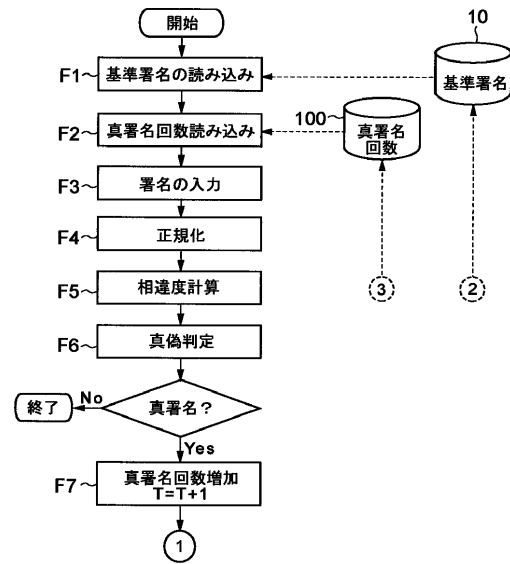 開始
10
F1
基準署名の読み込み
基準署名
100
F2
真署名回数読み込み
真署名
回数
F3
署名の入力
F4
正規化
F5
相違度計算
3
2
F6
真偽判定
終了
No
真署名？
Yes
F7
真署名回数増加
T=T+1
1